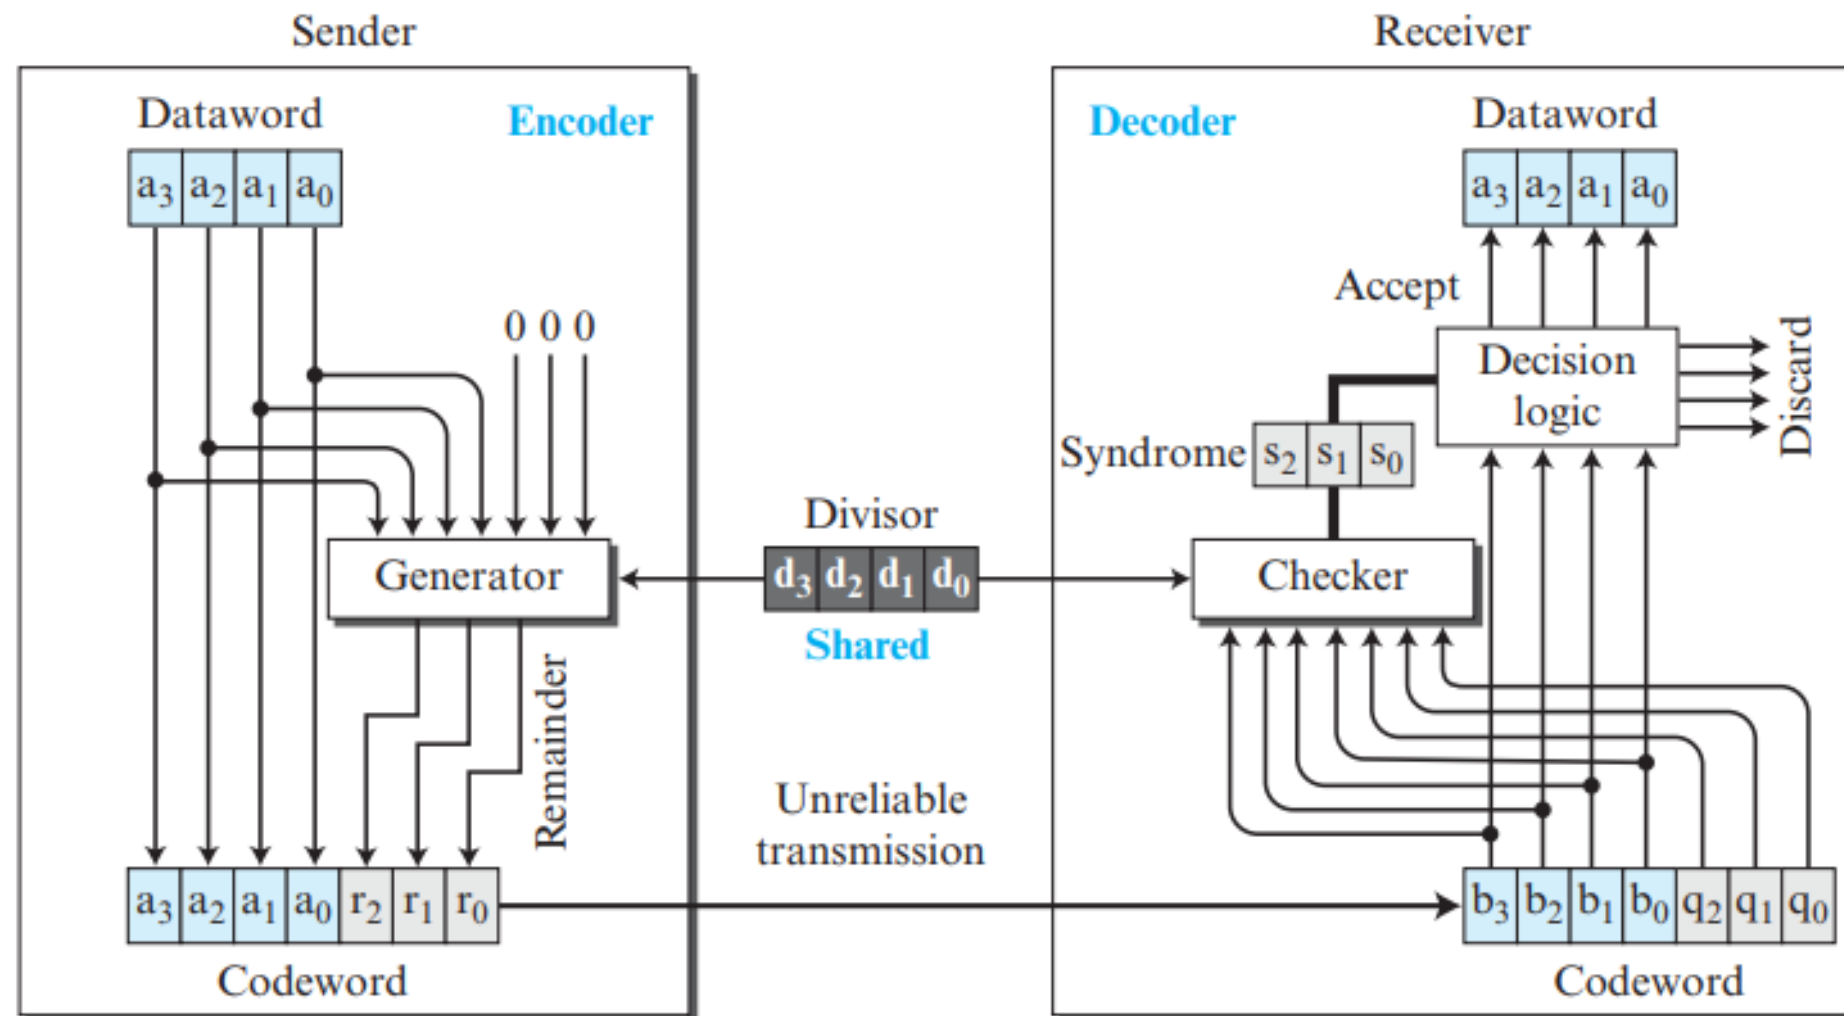 Sender
Dataword
Encoder
a3 a2 a1 a0
0 0 0
Generator
Remainder
a3 a2 a1 a0 r2 r1 r0
Codeword
Divisor
d3 d2 d1 d0
Shared
Unreliable
transmission
Receiver
Decoder
Dataword
a3 a2 a1 a0
Accept
Decision
logic
Discard
Syndrome s2 s1 s0
Checker
b3 b2 b1 b0 q2 q1 q0
Codeword